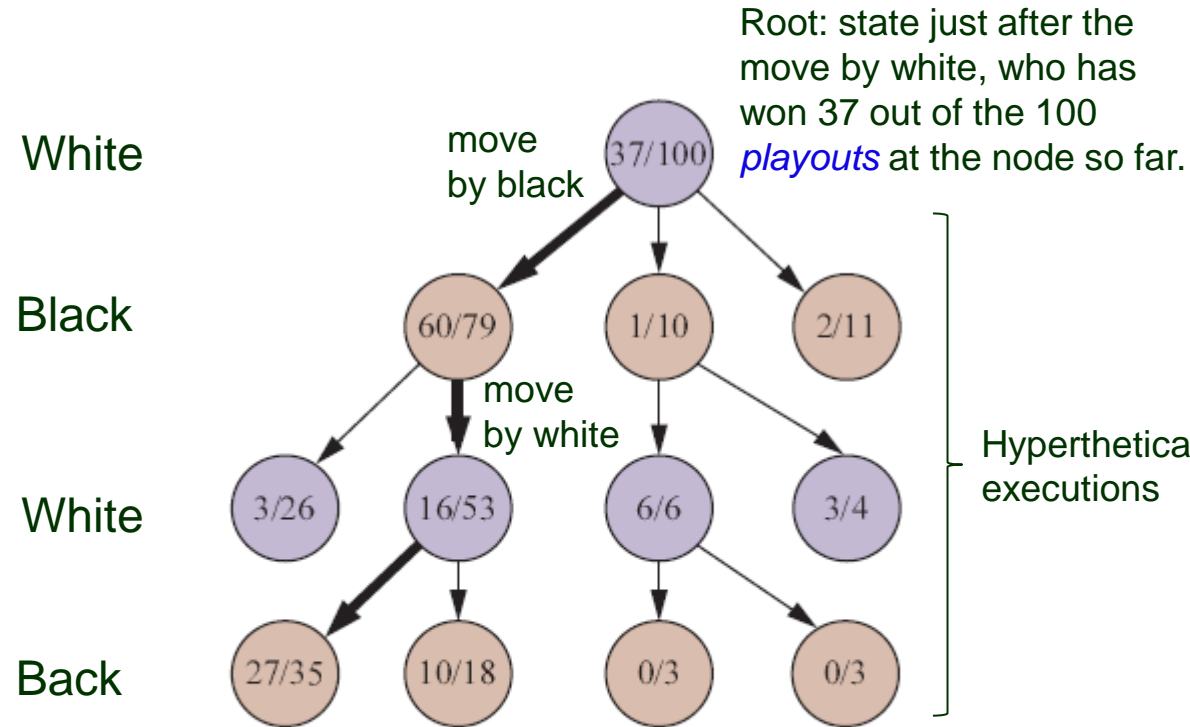 Root: state just after the
move by white, who has
won 37 out of the 100
playouts at the node so far.
White
move
by black
37/100
Black
60/79
1/10
2/11
move
by white
Hyperthetica
executions
White
3/26
16/53
6/6
3/4
Back
27/35
10/18
0/3
0/3